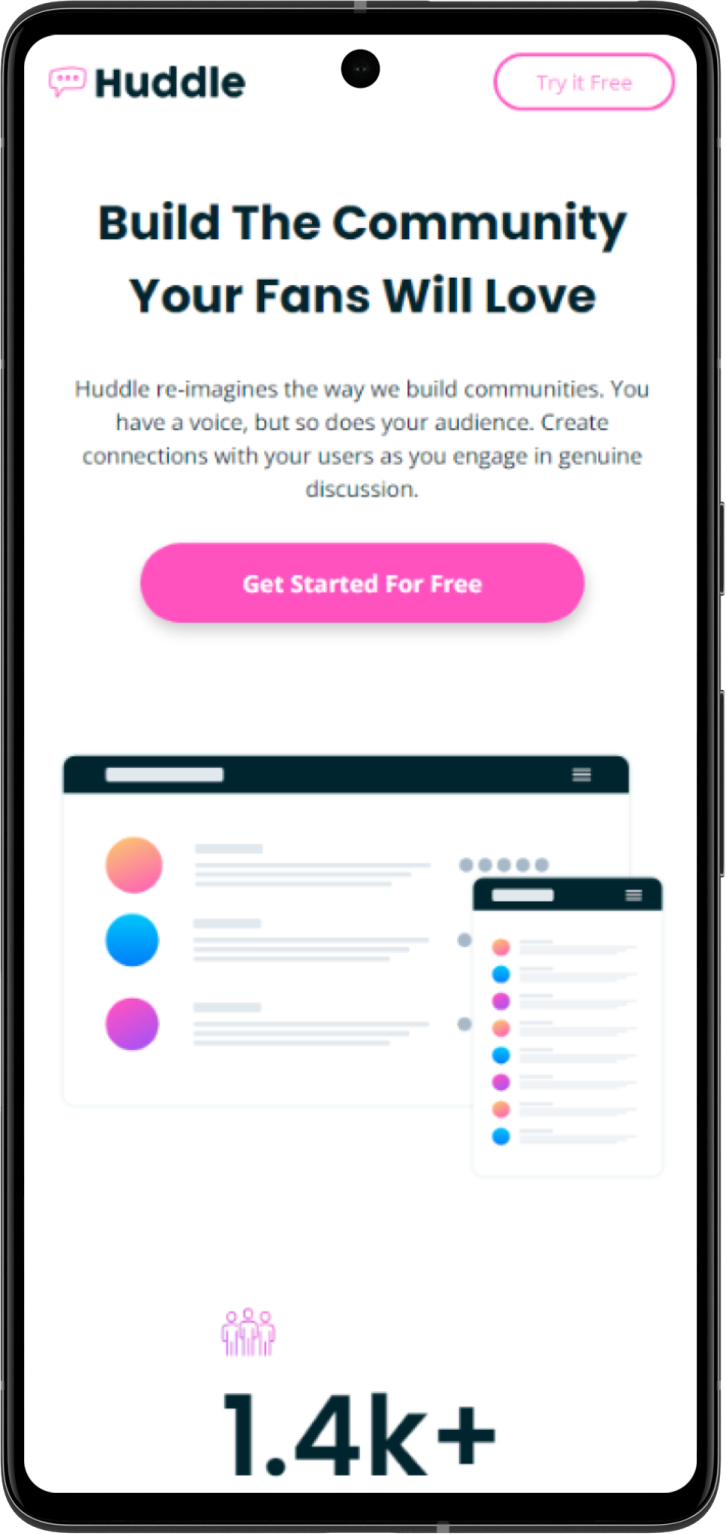 Huddle
Try it Free
Build The Community
Your Fans Will Love
Huddle re-imagines the way we build communities. You
have a voice, but so does your audience. Create
connections with your users as you engage in genuine
discussion.
Get Started For Free
1.4k+